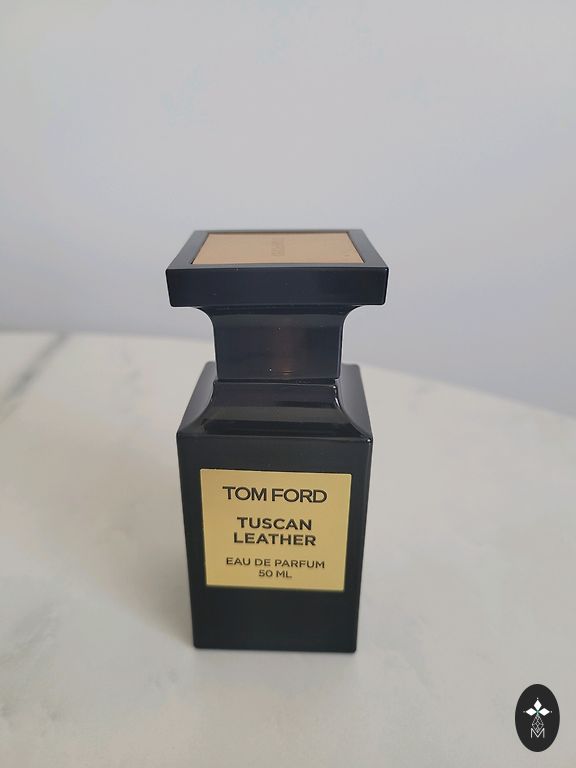 TOM FORD
TUSCAN
LEATHER
EAU DE PARFUM
50 ML
M